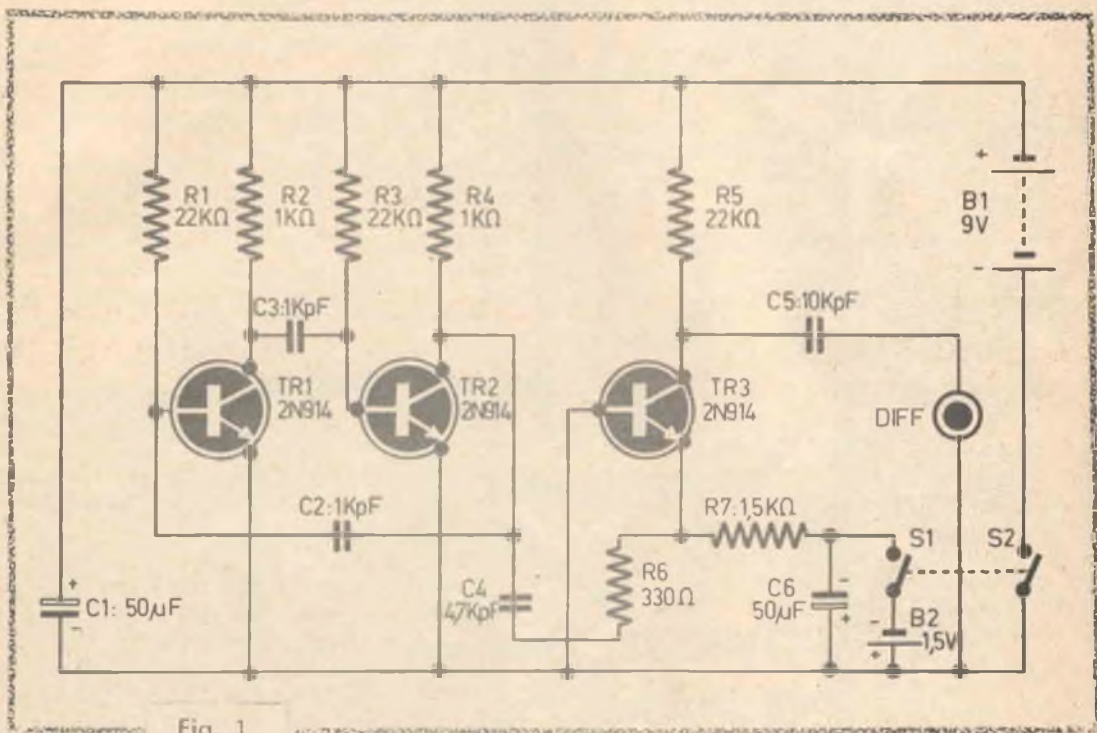 R1
22KΩ
R2
1KΩ
R3
22KΩ
R4
1KΩ
R5
22KΩ
+
B1
9V
-
C3:1KpF
C5:10KpF
TR1
2N914
TR2
2N914
TR3
2N914
DIFF
C2:1KpF
R7:1,5KΩ
S1
S2
+
C1: 50µF
-
C4
4,7KpF
R6
330Ω
C6
50µF
-
+
-
B2
1,5V
+
Fig. 1